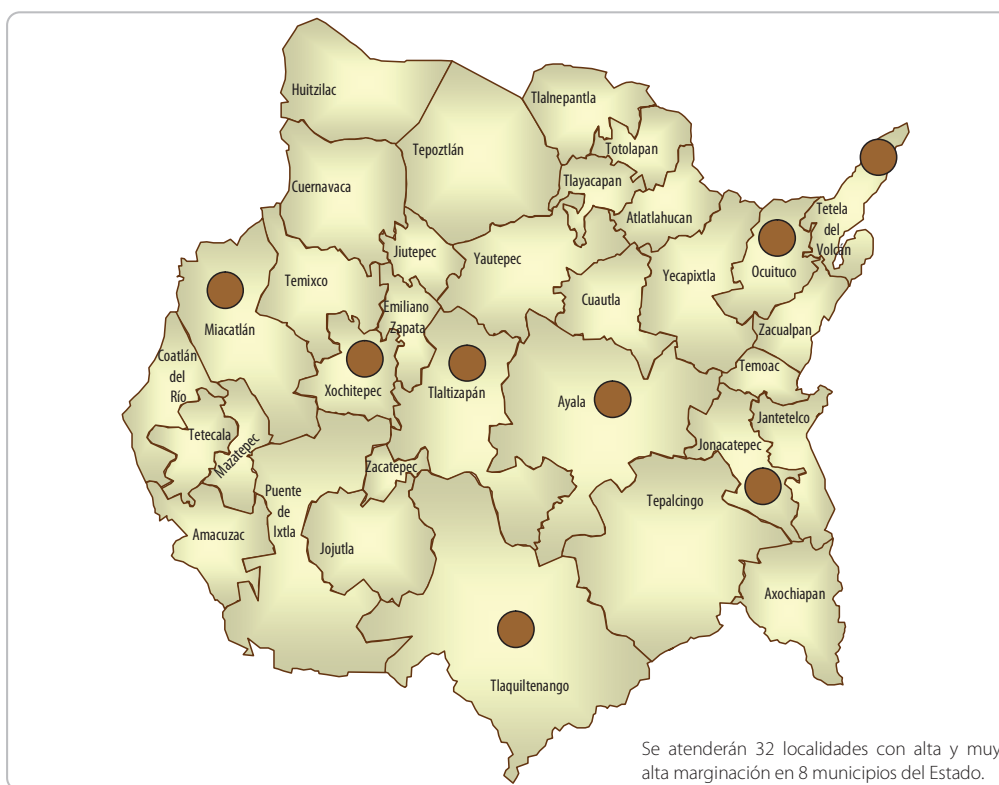 Huitzilac
Tlalnepantla
Tepoztlán
Totolapan
Cuernavaca
Tlayacapan
Tetela
del
Volcán
Atlatlahucan
Jiutepec
Yautepec
Ocuituco
Temixco
Yecapixtla
Cuautla
Emiliano
Zapata
Miacatlán
Zacualpan
Coatlán
del
Río
Temoac
Xochitepec
Tlaltizapán
Ayala
Jantetelco
Tetecala
Jonacatepec
Mazatepec
Zacatepec
Puente
de
Ixtla
Tepalcingo
Amacuzac
Jojutla
Axochiapan
Tlaquiltenango
Se atenderán 32 localidades con alta y muy
alta marginación en 8 municipios del Estado.